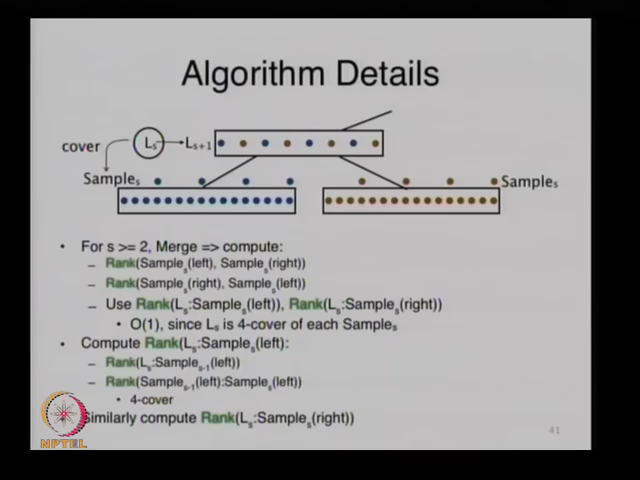 Algorithm Details
cover Ls Ls+1
Samples Samples
• For s >= 2, Merge => compute:
– Rank(Samples(left), Samples(right))
– Rank(Samples(right), Samples(left))
– Use Rank(Ls:Samples(left)), Rank(Ls:Samples(right))
• O(1), since Ls is 4-cover of each Samples
• Compute Rank(Ls:Samples(left):
– Rank(Ls:Samples-1(left))
– Rank(Samples-1(left):Samples(left))
• 4-cover
Similarly compute Rank(Ls:Samples(right))
NPTEL
41